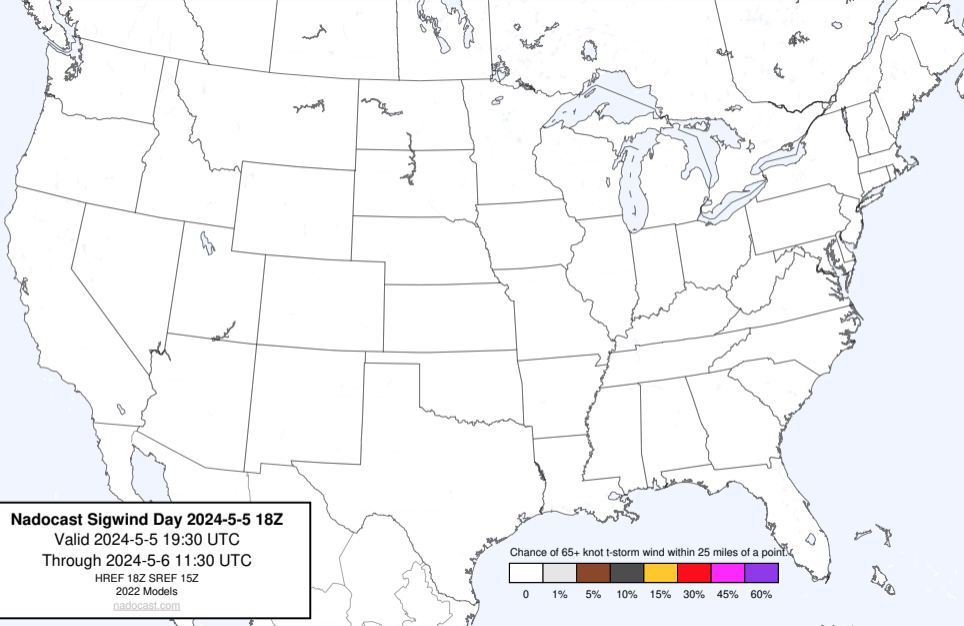 Nadocast Sigwind Day 2024-5-5 18Z
Valid 2024-5-5 19:30 UTC
Through 2024-5-6 11:30 UTC
HREF 18Z SREF 15Z
2022 Models
nadocast.com
Chance of 65+ knot t-storm wind within 25 miles of a point.
0 1% 5% 10% 15% 30% 45% 60%